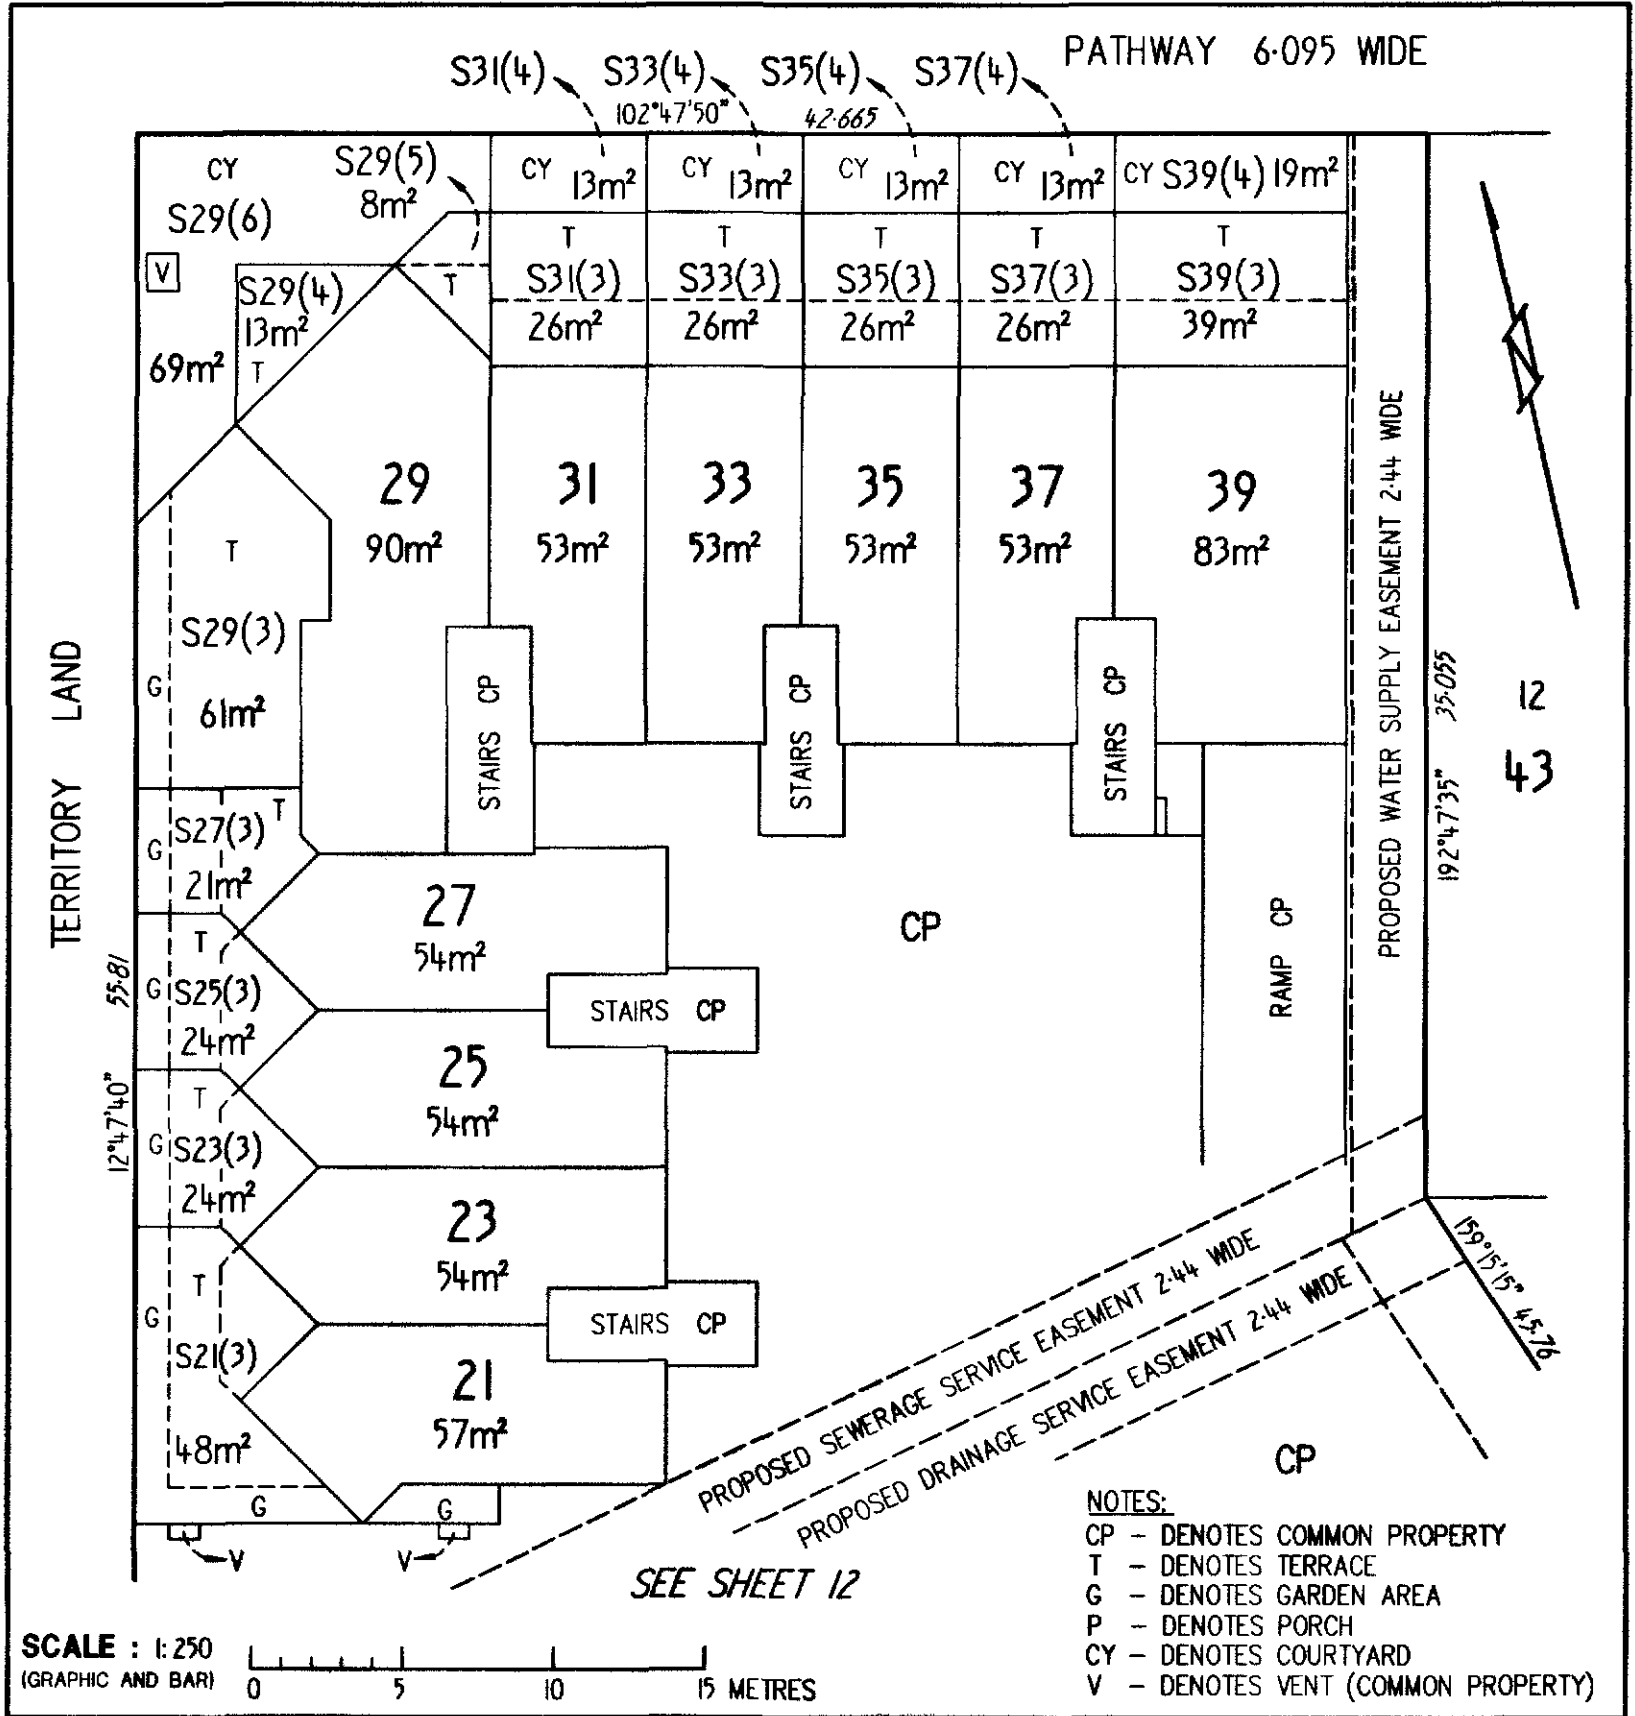 PATHWAY 6·095 WIDE
S31(4) S33(4) S35(4) S37(4)
102°47'50" 42·665
CY
S29(6)
V
69m²
S29(5)
8m²
S29(4)
13m²
T
T
CY 13m²
CY 13m²
CY 13m²
CY 13m²
CY S39(4) 19m²
T
S31(3)
26m²
T
S33(3)
26m²
T
S35(3)
26m²
T
S37(3)
26m²
T
S39(3)
39m²
29
90m²
31
53m²
33
53m²
35
53m²
37
53m²
39
83m²
T
S29(3)
G
61m²
STAIRS CP
STAIRS CP
STAIRS CP
TERRITORY LAND
PROPOSED WATER SUPPLY EASEMENT 2·44 WIDE
192°47'35" 35·055
12
43
T
S27(3)
G
21m²
27
54m²
CP
RAMP CP
T
G S25(3)
24m²
STAIRS CP
25
54m²
12°47'40" 55·81
T
G S23(3)
24m²
23
54m²
T
G
S21(3)
48m²
STAIRS CP
21
57m²
G
G
V
V
PROPOSED SEWERAGE SERVICE EASEMENT 2·44 WIDE
PROPOSED DRAINAGE SERVICE EASEMENT 2·44 WIDE
159°15'15" 45·76
CP
SEE SHEET 12
NOTES:
CP – DENOTES COMMON PROPERTY
T – DENOTES TERRACE
G – DENOTES GARDEN AREA
P – DENOTES PORCH
CY – DENOTES COURTYARD
V – DENOTES VENT (COMMON PROPERTY)
SCALE : 1:250
(GRAPHIC AND BAR)
0 5 10 15 METRES